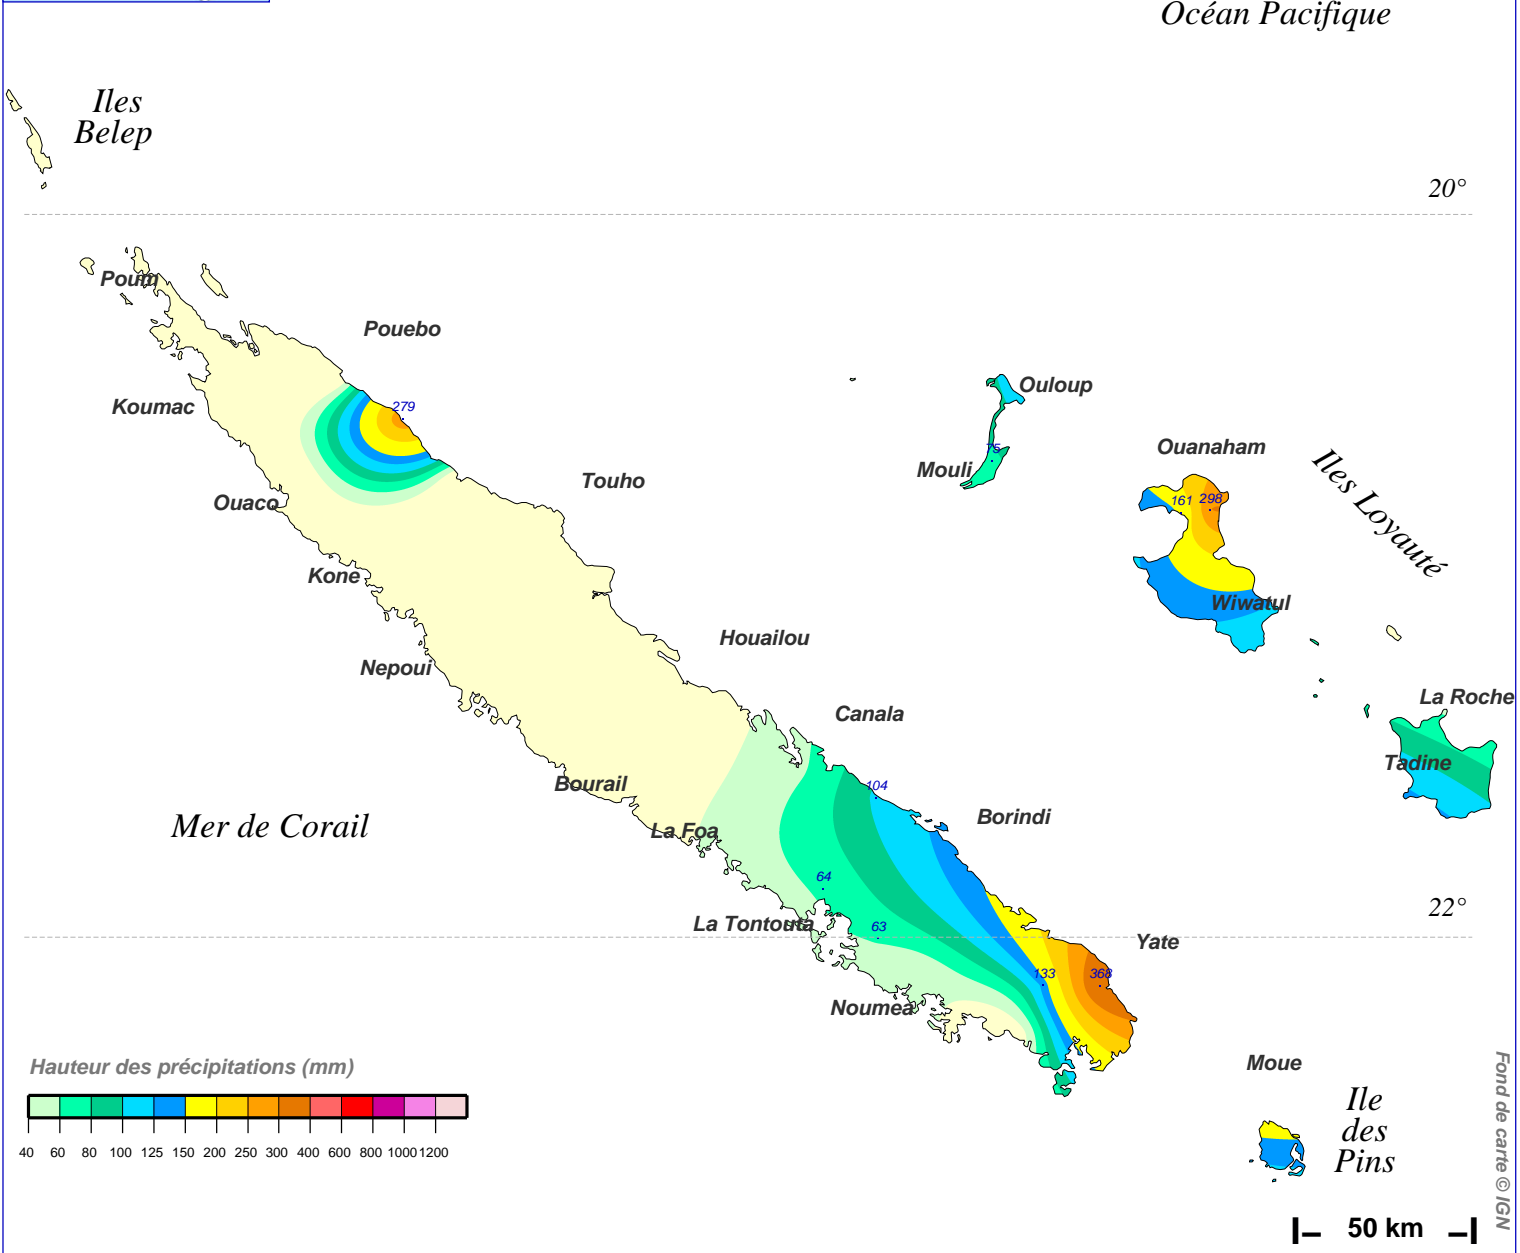 Océan Pacifique
Iles
Belep
20°
Poum
Pouebo
Ouloup
Koumac
279
Ouanaham
75
Mouli
Iles Loyauté
Touho
161
298
Ouaco
Kone
Wiwatul
Houailou
Nepoui
La Roche
Canala
Tadine
Bourail
104
Borindi
Mer de Corail
La Foa
64
22°
La Tontouta
63
Yate
133
368
Noumea
Moue
Hauteur des précipitations (mm)
40 60 80 100 125 150 200 250 300 400 600 800 1000 1200
Ile
des
Pins
Fond de carte © IGN
50 km